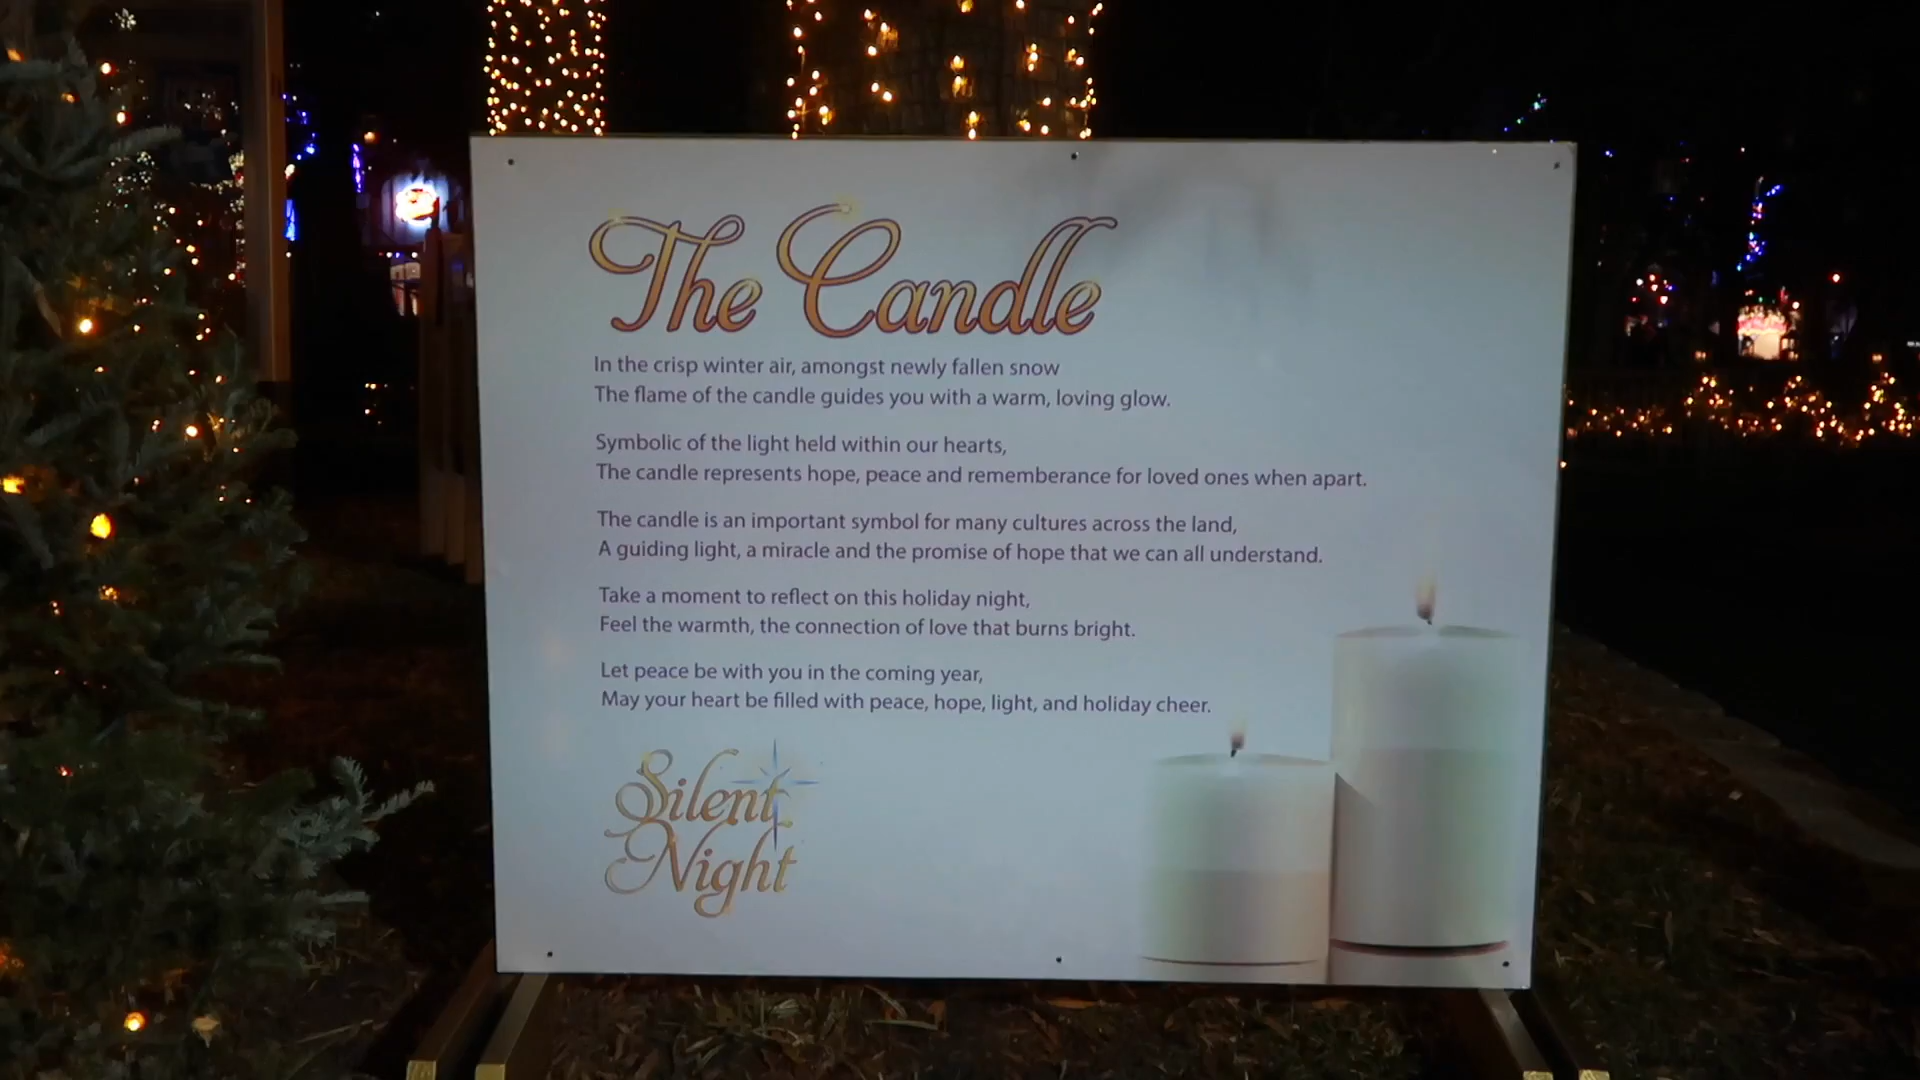 The Candle
In the crisp winter air, amongst newly fallen snow
The flame of the candle guides you with a warm, loving glow.
Symbolic of the light held within our hearts,
The candle represents hope, peace and rememberance for loved ones when apart.
The candle is an important symbol for many cultures across the land,
A guiding light, a miracle and the promise of hope that we can all understand.
Take a moment to reflect on this holiday night,
Feel the warmth, the connection of love that burns bright.
Let peace be with you in the coming year,
May your heart be filled with peace, hope, light, and holiday cheer.
Silent
Night